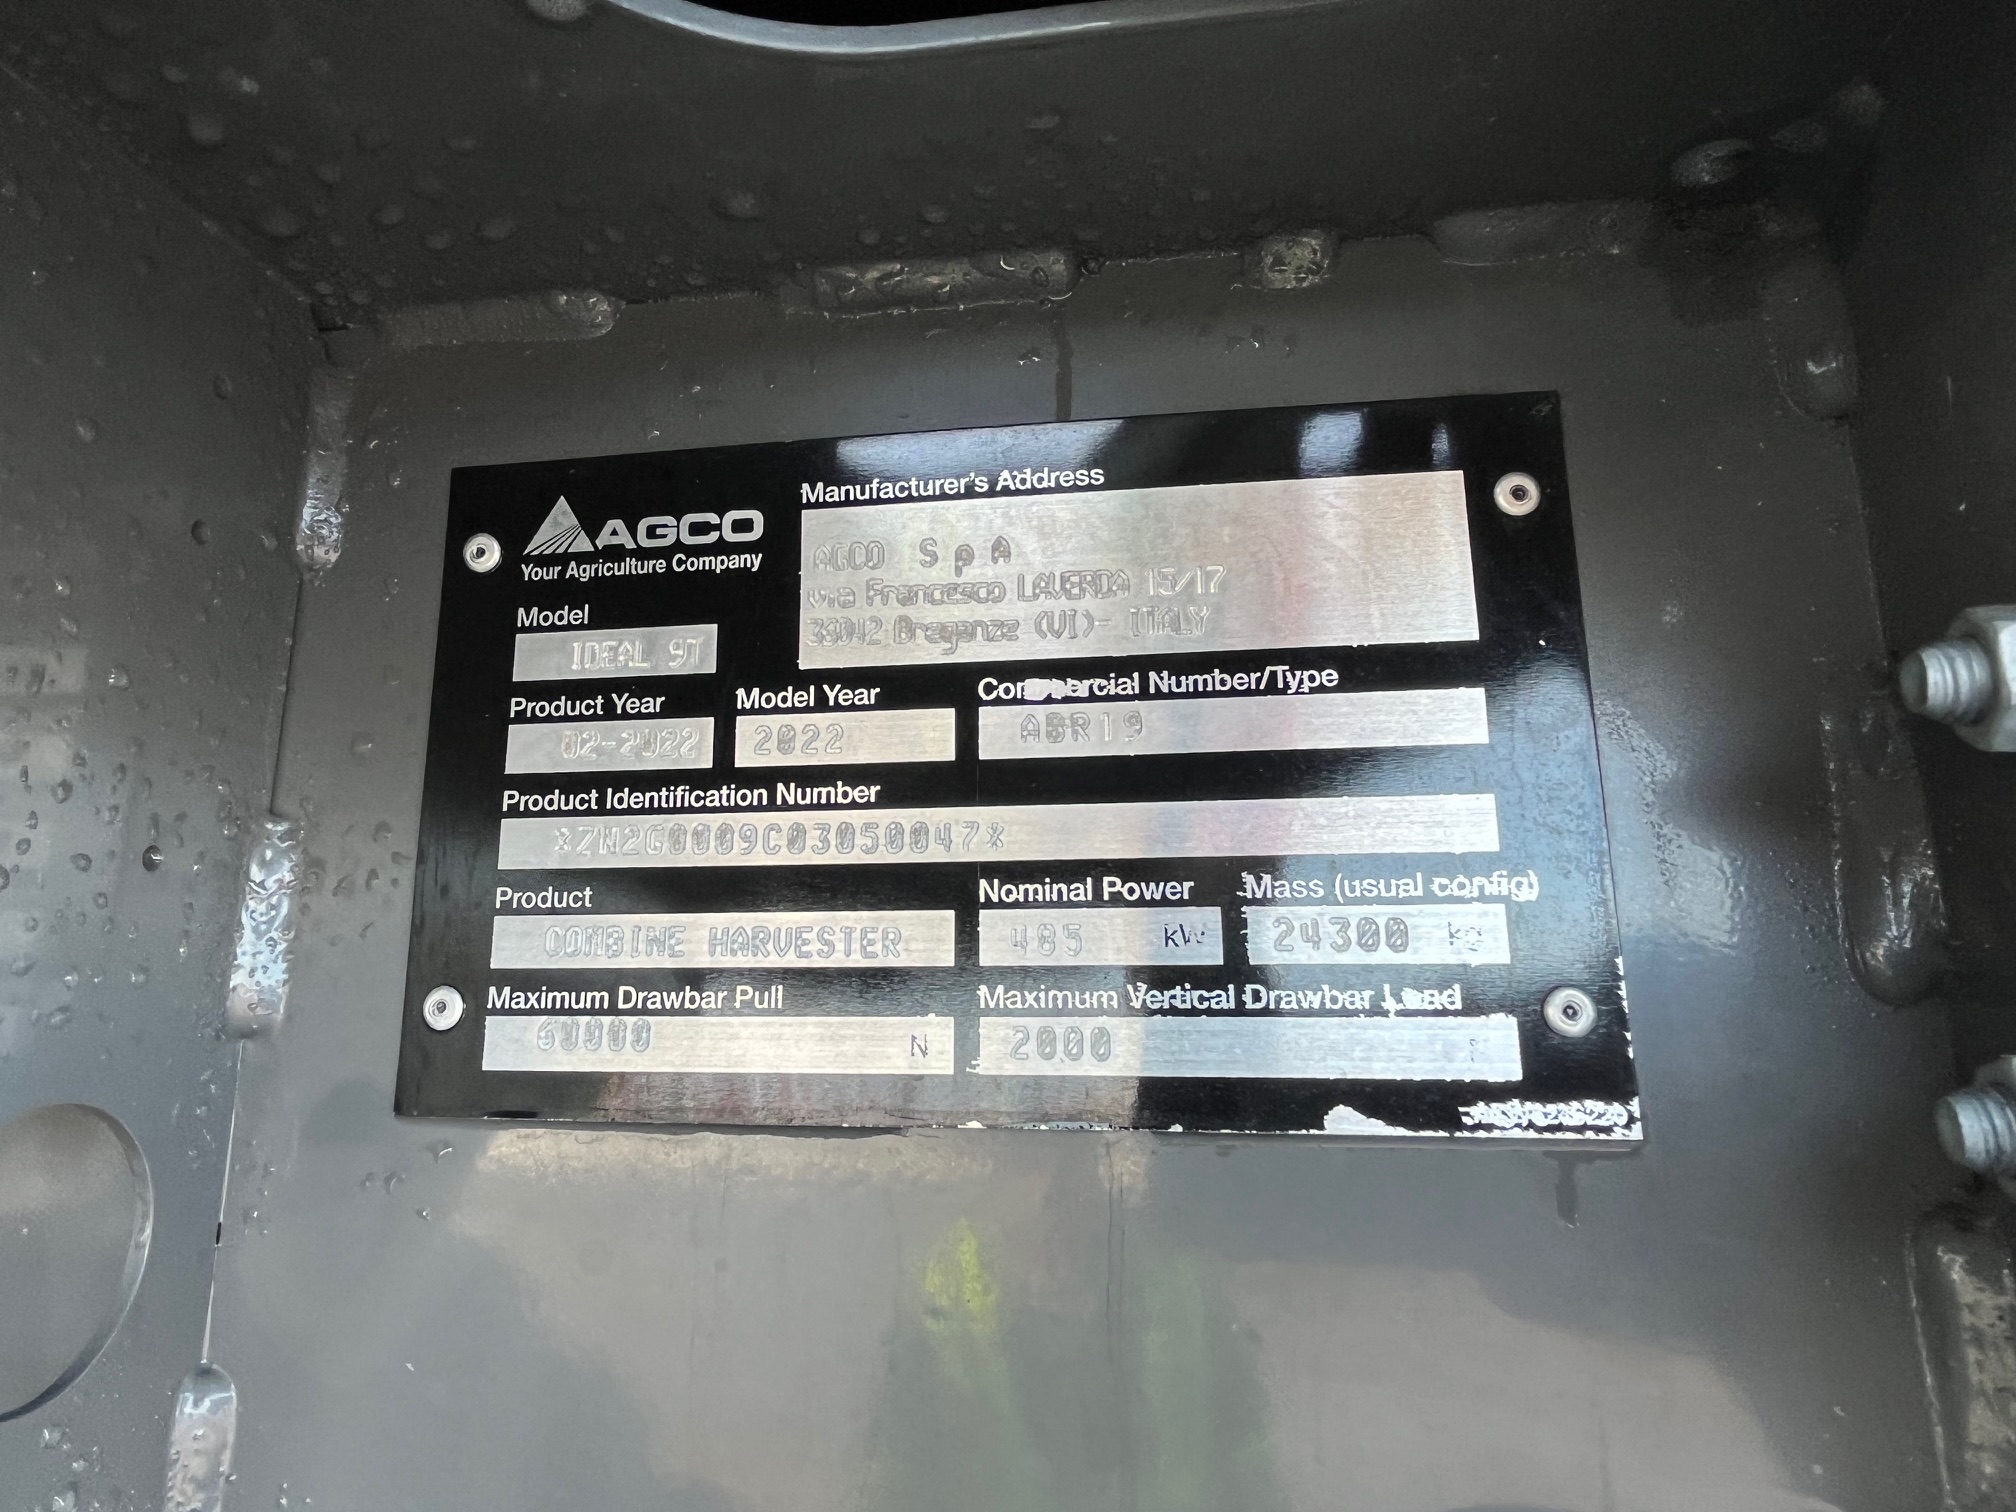 AGCO
Your Agriculture Company
Manufacturer's Address
AGCO S p A
via Francesco LAVERDA 15/17
36042 Breganze (VI)- ITALY
Model
IDEAL 9T
Product Year
02-2022
Model Year
2022
Commercial Number/Type
ABR19
Product Identification Number
*ZN2G0009C03050047*
Product
COMBINE HARVESTER
Nominal Power
485 kW
Mass (usual config)
24300 kg
Maximum Drawbar Pull
60000 N
Maximum Vertical Drawbar Load
2000